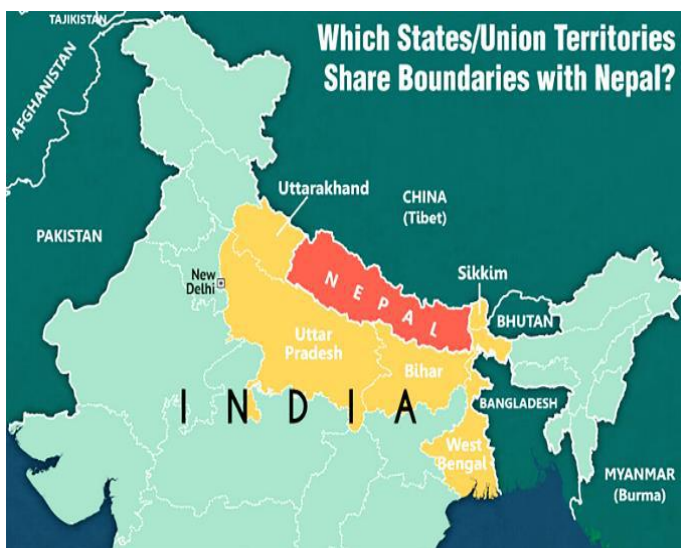 TAJIKISTAN
Which States/Union Territories
Share Boundaries with Nepal?
AFGHANISTAN
Uttarakhand
CHINA
(Tibet)
PAKISTAN
NEPAL
Sikkim
New
Delhi
BHUTAN
Uttar
Pradesh
Bihar
INDIA
BANGLADESH
West
Bengal
MYANMAR
(Burma)